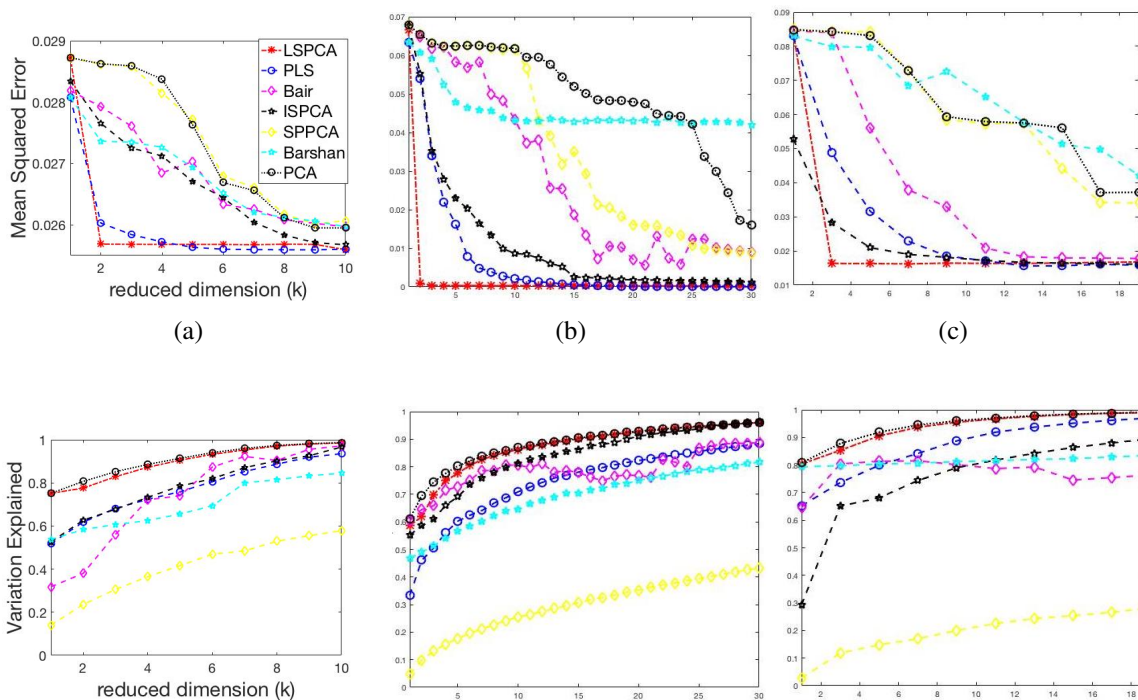 0.029
0.028
0.027
0.026
Mean Squared Error
2 4 6 8 10
reduced dimension (k)
LSPCA
PLS
Bair
ISPCA
SPPCA
Barshan
PCA
(a)
0.07
0.06
0.05
0.04
0.03
0.02
0.01
0
5 10 15 20 25 30
(b)
0.09
0.08
0.07
0.06
0.05
0.04
0.03
0.02
0.01
2 4 6 8 10 12 14 16 18
(c)
1
0.8
0.6
0.4
0.2
0
Variation Explained
2 4 6 8 10
reduced dimension (k)
1
0.9
0.8
0.7
0.6
0.5
0.4
0.3
0.2
0.1
0
5 10 15 20 25 30
1
0.9
0.8
0.7
0.6
0.5
0.4
0.3
0.2
0.1
0
2 4 6 8 10 12 14 16 18